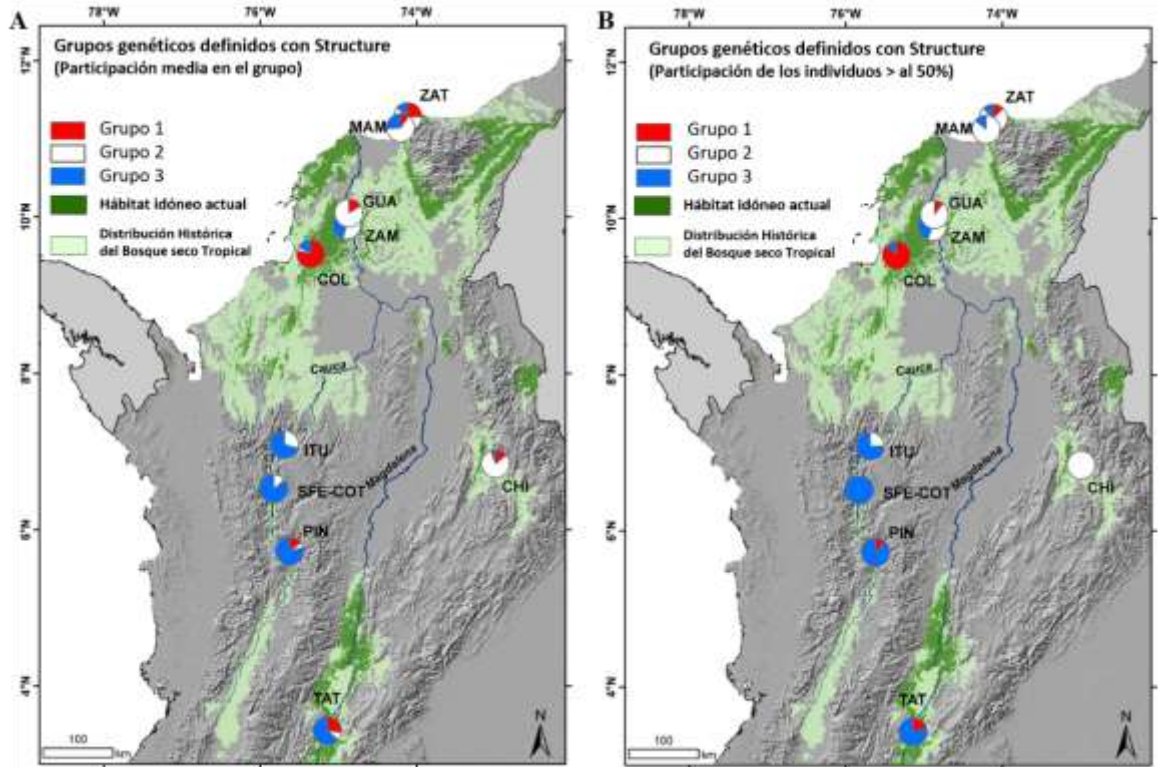 A
76°W
74°W
Grupos genéticos definidos con Structure
(Participación media en el grupo)
12°N
10°N
8°N
6°N
4°N
Grupo 1
Grupo 2
Grupo 3
Hábitat idóneo actual
Distribución Histórica
del Bosque seco Tropical
ZAT
MAM
GUA
ZAM
COL
Cauca
ITU
Magdalena
SFE-COT
CHI
PIN
TAT
N
100
km
78°W
76°W
74°W
B
78°W
76°W
74°W
Grupos genéticos definidos con Structure
(Participación de los individuos > al 50%)
12°N
10°N
8°N
6°N
4°N
Grupo 1
Grupo 2
Grupo 3
Hábitat idóneo actual
Distribución Histórica
del Bosque seco Tropical
ZAT
MAM
GUA
ZAM
COL
Cauca
ITU
Magdalena
SFE-COT
CHI
PIN
TAT
N
100
km
78°W
76°W
74°W